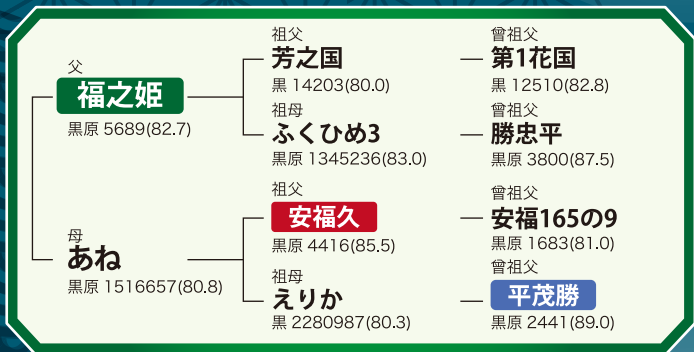 父
福之姫
黒原 5689(82.7)
祖父
芳之国
黒 14203(80.0)
曾祖父
第1花国
黒 12510(82.8)
祖母
ふくひめ3
黒原 1345236(83.0)
曾祖父
勝忠平
黒原 3800(87.5)
母
あね
黒原 1516657(80.8)
祖父
安福久
黒原 4416(85.5)
曾祖父
安福165の9
黒原 1683(81.0)
祖母
えりか
黒 2280987(80.3)
曾祖父
平茂勝
黒原 2441(89.0)